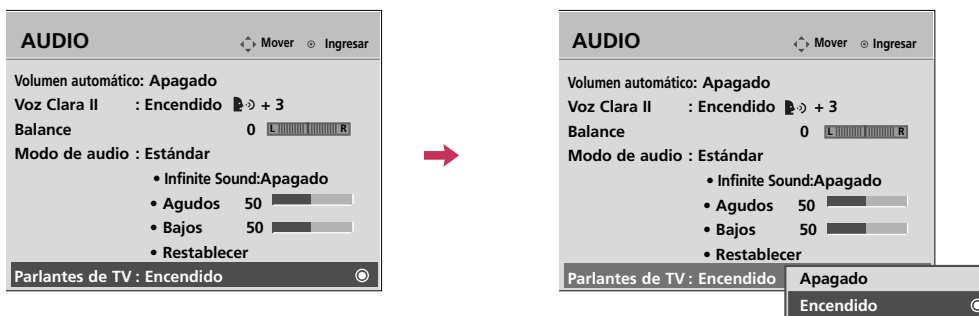 AUDIO Mover Ingresar
Volumen automático: Apagado
Voz Clara II : Encendido + 3
Balance 0 L R
Modo de audio : Estándar
• Infinite Sound:Apagado
• Agudos 50
• Bajos 50
• Restablecer
Parlantes de TV : Encendido
AUDIO Mover Ingresar
Volumen automático: Apagado
Voz Clara II : Encendido + 3
Balance 0 L R
Modo de audio : Estándar
• Infinite Sound:Apagado
• Agudos 50
• Bajos 50
• Restablecer
Parlantes de TV : Encendido
Apagado
Encendido